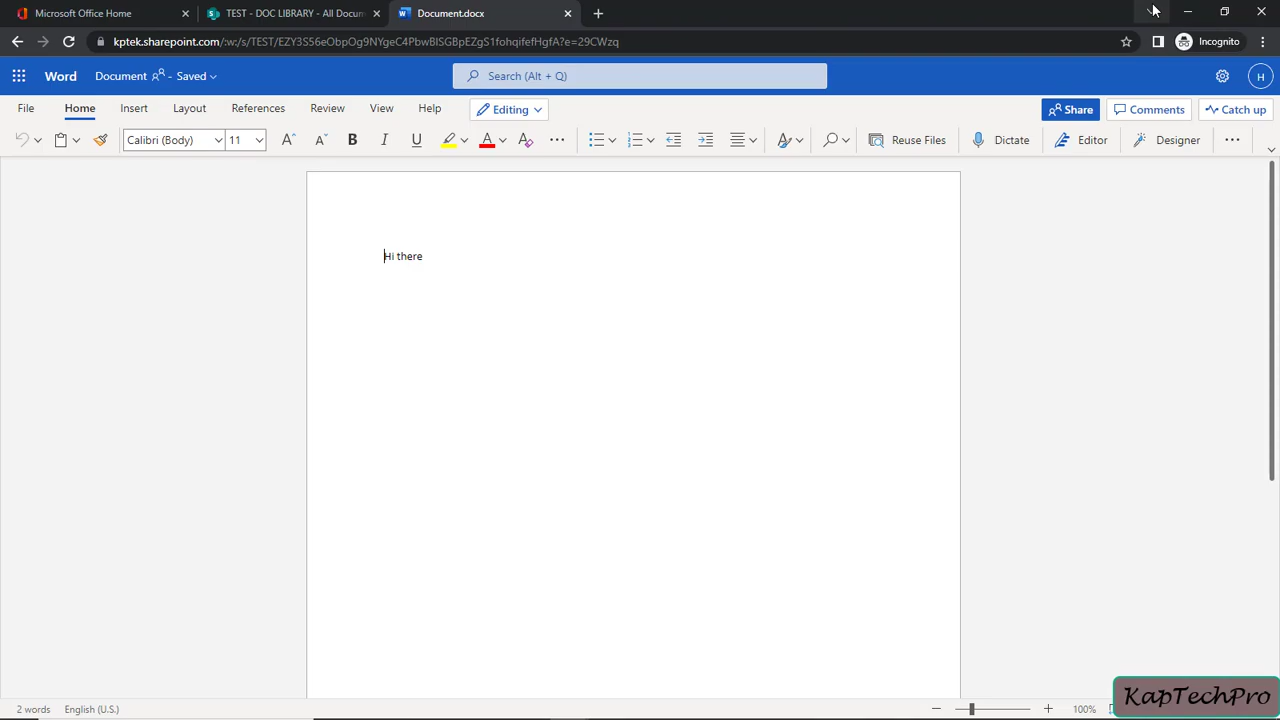 Microsoft Office Home
TEST - DOC LIBRARY - All Docum
Document.docx
kptek.sharepoint.com/:w:/s/TEST/EZY3S56eObpOg9NYgeC4PbwBlSGBpEZgS1fohqifefHgfA?e=29CWzq
Incognito
Word
Document - Saved
Search (Alt + Q)
H
File Home Insert Layout References Review View Help Editing Share Comments Catch up
Calibri (Body) 11 B I U A Reuse Files Dictate Editor Designer
Hi there
2 words English (U.S.) 100%
KapTechPro